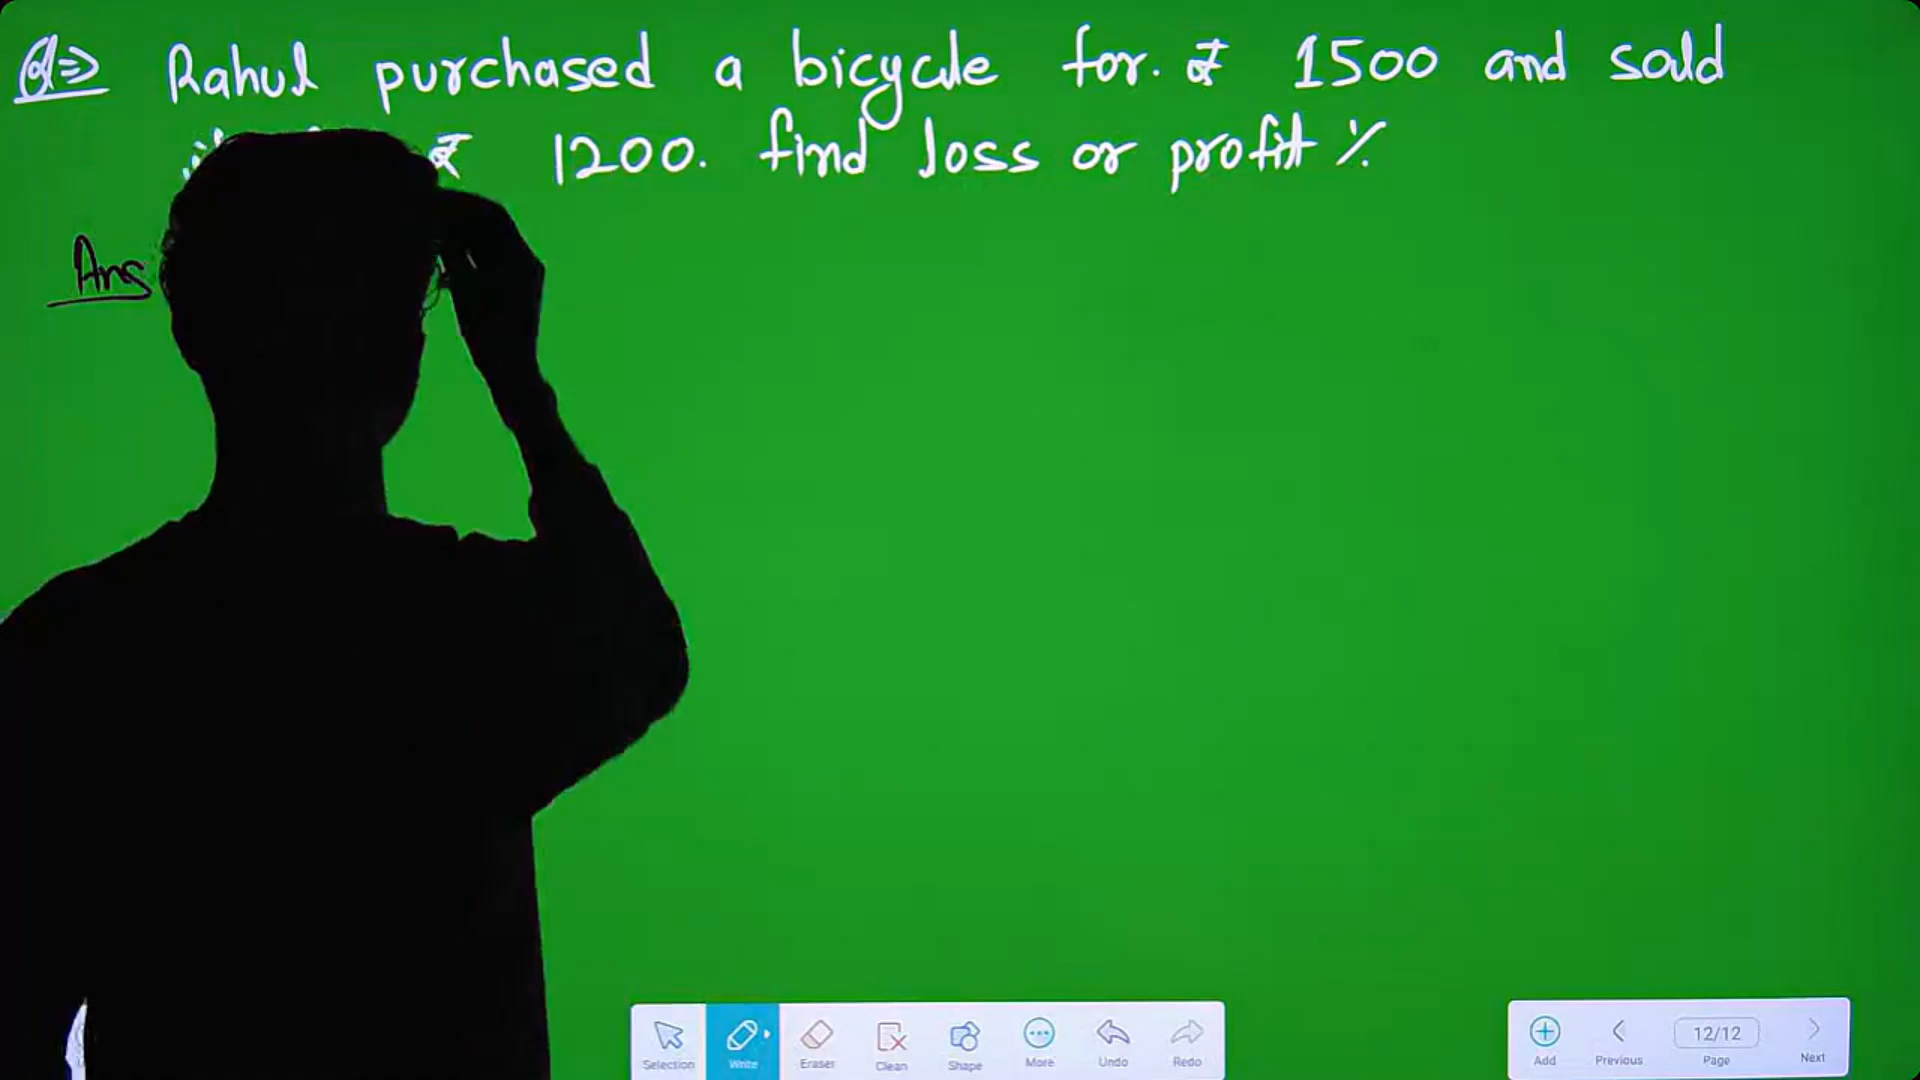 Q⇒ Rahul purchased a bicycle for. ₹ 1500 and sold
₹ 1200. find loss or profit %
Ans
Selection Write Eraser Clean Shape More Undo Redo
Add Previous 12/12 Page Next